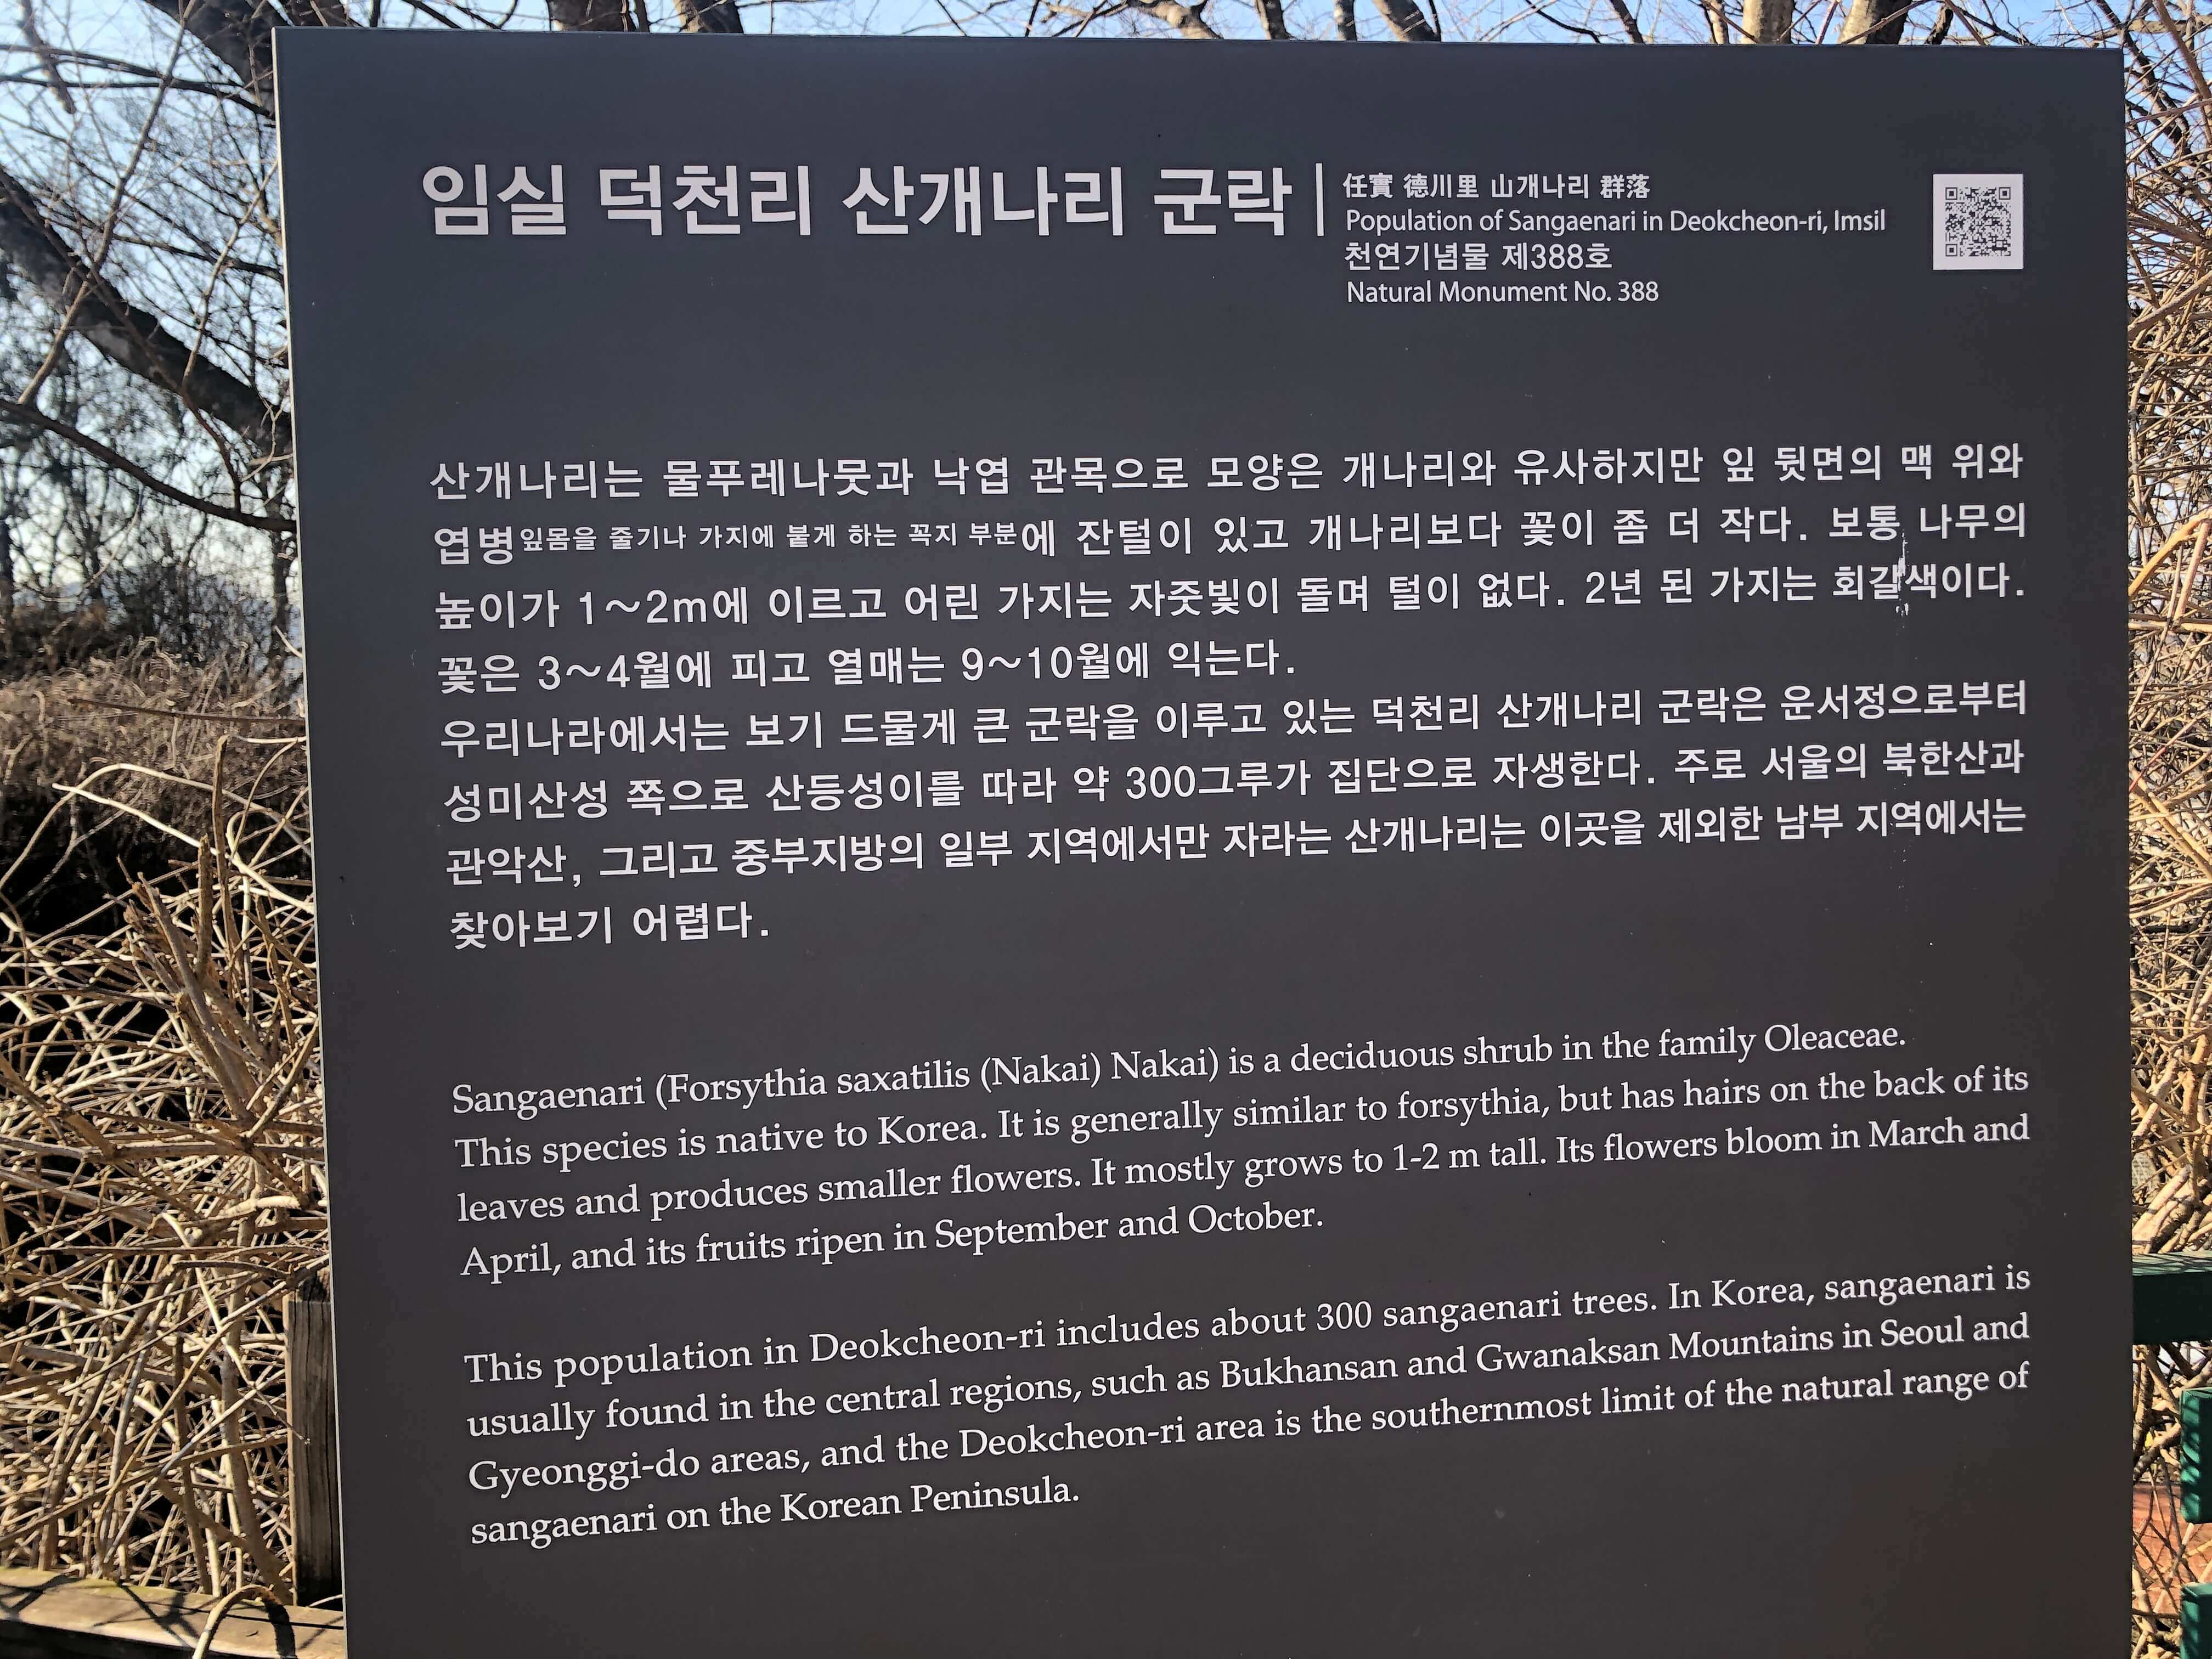 임실 덕천리 산개나리 군락
任實 德川里 山개나리 群落
Population of Sangaenari in Deokcheon-ri, Imsil
천연기념물 제388호
Natural Monument No. 388
산개나리는 물푸레나뭇과 낙엽 관목으로 모양은 개나리와 유사하지만 잎 뒷면의 맥 위와
엽병잎몸을 줄기나 가지에 붙게 하는 꼭지 부분에 잔털이 있고 개나리보다 꽃이 좀 더 작다. 보통 나무의
높이가 1~2m에 이르고 어린 가지는 자줏빛이 돌며 털이 없다. 2년 된 가지는 회갈색이다.
꽃은 3~4월에 피고 열매는 9~10월에 익는다.
우리나라에서는 보기 드물게 큰 군락을 이루고 있는 덕천리 산개나리 군락은 운서정으로부터
성미산성 쪽으로 산등성이를 따라 약 300그루가 집단으로 자생한다. 주로 서울의 북한산과
관악산, 그리고 중부지방의 일부 지역에서만 자라는 산개나리는 이곳을 제외한 남부 지역에서는
찾아보기 어렵다.
Sangaenari (Forsythia saxatilis (Nakai) Nakai) is a deciduous shrub in the family Oleaceae.
This species is native to Korea. It is generally similar to forsythia, but has hairs on the back of its
leaves and produces smaller flowers. It mostly grows to 1-2 m tall. Its flowers bloom in March and
April, and its fruits ripen in September and October.
This population in Deokcheon-ri includes about 300 sangaenari trees. In Korea, sangaenari is
usually found in the central regions, such as Bukhansan and Gwanaksan Mountains in Seoul and
Gyeonggi-do areas, and the Deokcheon-ri area is the southernmost limit of the natural range of
sangaenari on the Korean Peninsula.